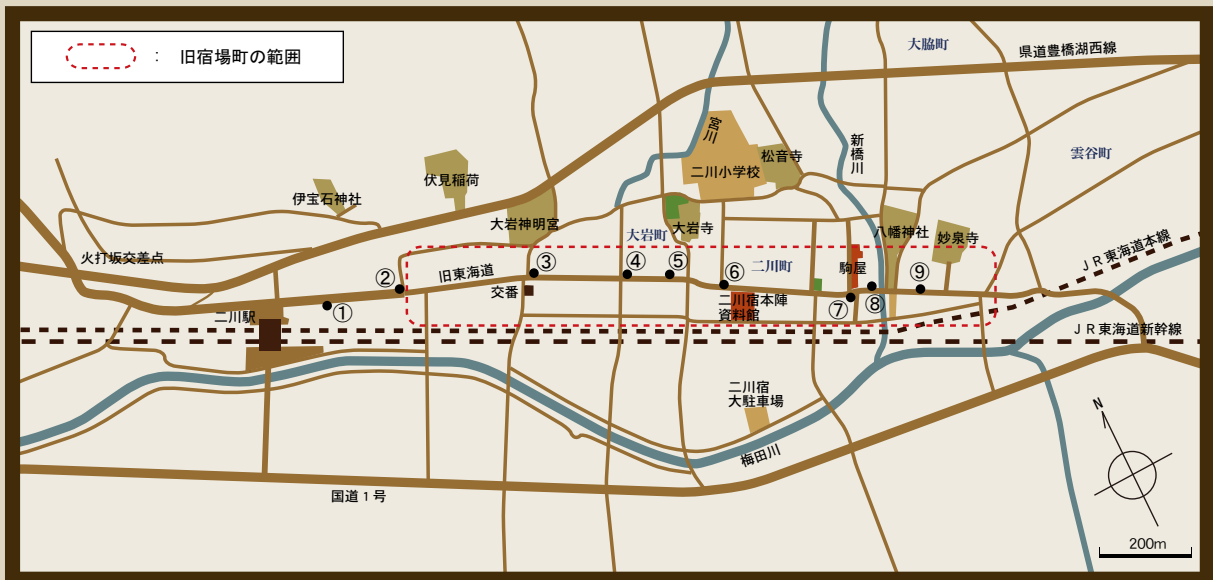 ： 旧宿場町の範囲
大脇町
県道豊橋湖西線
宮川
新橋川
松音寺
雲谷町
二川小学校
伏見稲荷
伊宝石神社
大岩神明宮
大岩町
大岩寺
八幡神社
妙泉寺
JR東海道本線
火打坂交差点
旧東海道
③
④
⑤
⑥
二川町
駒屋
⑨
②
交番
二川宿本陣
資料館
⑦
⑧
二川駅
①
JR東海道新幹線
二川宿
大駐車場
梅田川
国道1号
N
200m